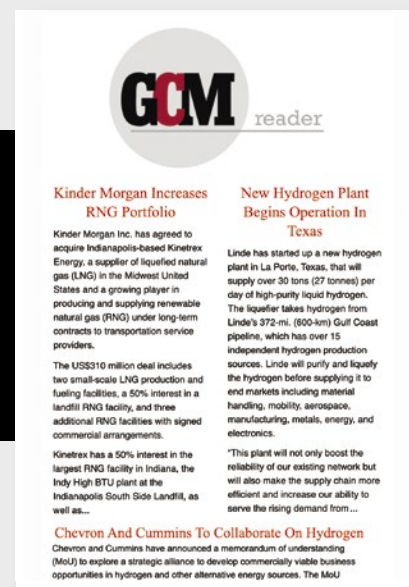 GCM
reader
Kinder Morgan Increases
RNG Portfolio
Kinder Morgan Inc. has agreed to
acquire Indianapolis-based Kinetrex
Energy, a supplier of liquefied natural
gas (LNG) in the Midwest United
States and a growing player in
producing and supplying renewable
natural gas (RNG) under long-term
contracts to transportation service
providers.
The US$310 million deal includes
two small-scale LNG production and
fueling facilities, a 50% interest in a
landfill RNG facility, and three
additional RNG facilities with signed
commercial arrangements.
Kinetrex has a 50% interest in the
largest RNG facility in Indiana, the
Indy High BTU plant at the
Indianapolis South Side Landfill, as
well as...
New Hydrogen Plant
Begins Operation In
Texas
Linde has started up a new hydrogen
plant in La Porte, Texas, that will
supply over 30 tons (27 tonnes) per
day of high-purity liquid hydrogen.
The liquefier takes hydrogen from
Linde's 372-mi. (600-km) Gulf Coast
pipeline, which has over 15
independent hydrogen production
sources. Linde will purify and liquefy
the hydrogen before supplying it to
end markets including material
handling, mobility, aerospace,
manufacturing, metals, energy, and
electronics.
"This plant will not only boost the
reliability of our existing network but
will also make the supply chain more
efficient and increase our ability to
serve the rising demand from...
Chevron And Cummins To Collaborate On Hydrogen
Chevron and Cummins have announced a memorandum of understanding
(MoU) to explore a strategic alliance to develop commercially viable business
opportunities in hydrogen and other alternative energy sources. The MoU